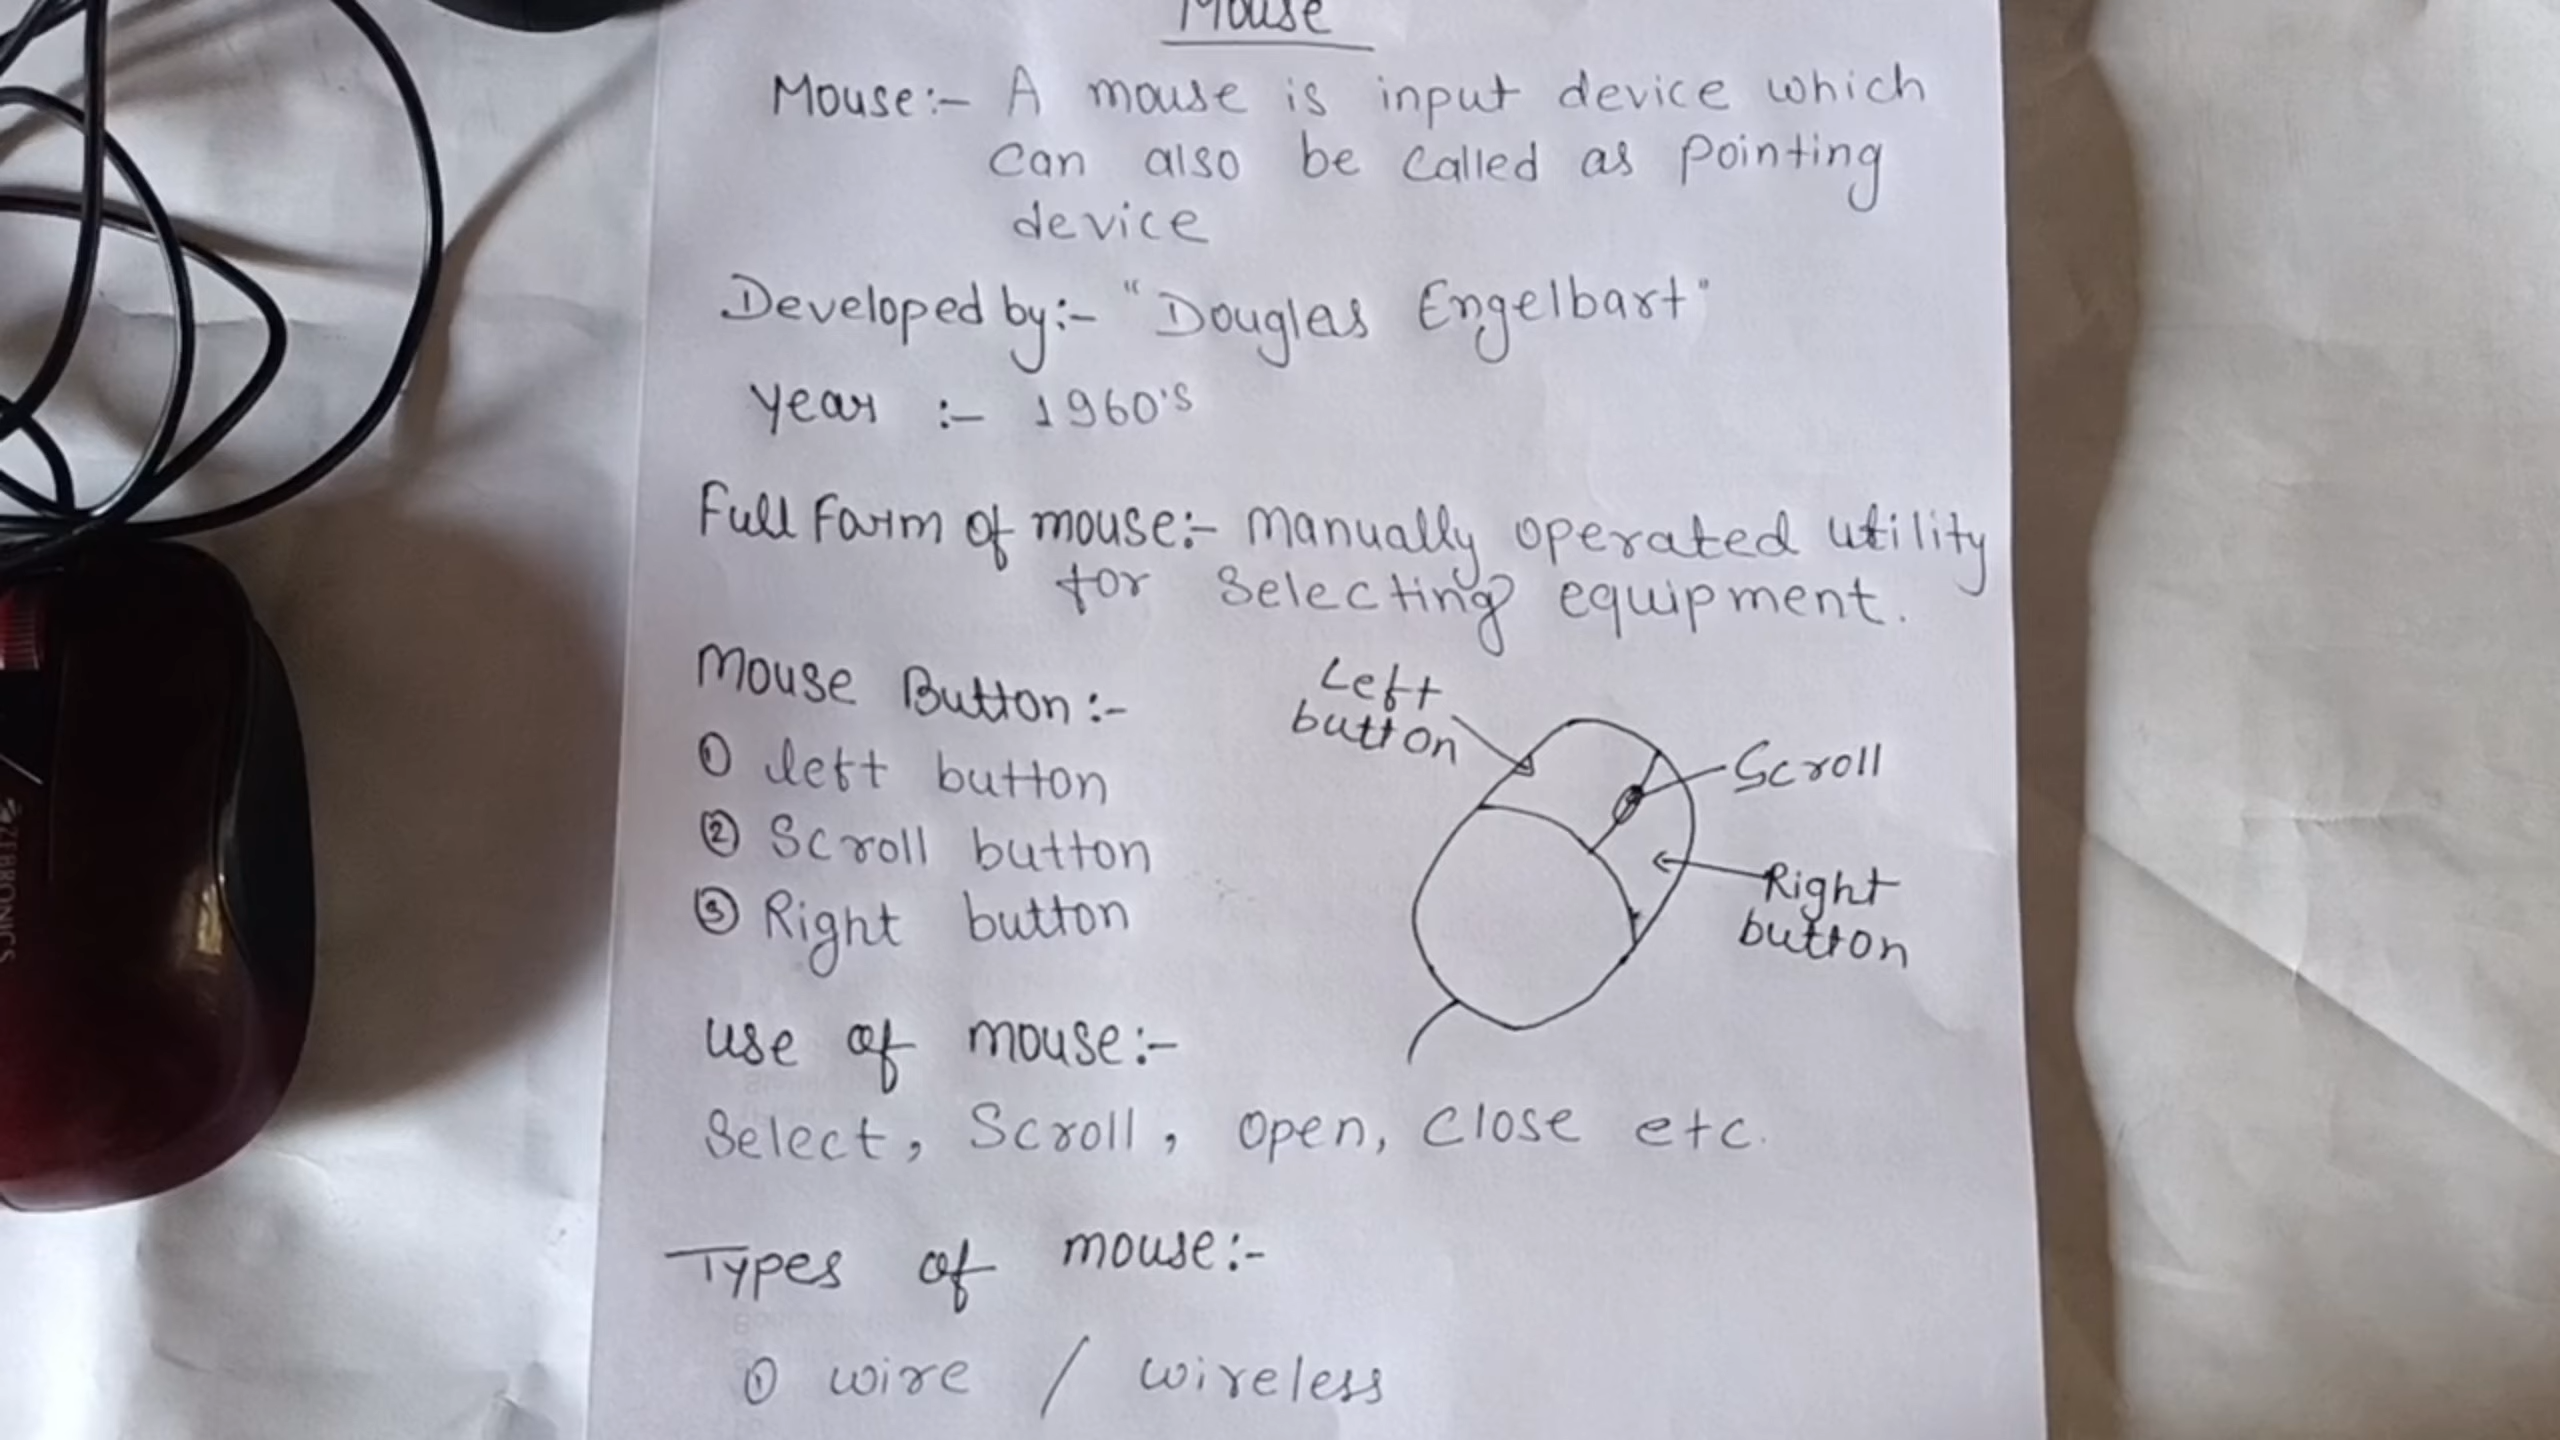 Mouse
Mouse:- A mouse is input device which
can also be called as pointing
device
Developed by:- "Douglas Engelbart"
year :- 1960's
Full Form of mouse:- Manually operated utility
for Selecting equipment.
Mouse Button:-
① left button
② Scroll button
③ Right button
Left
button
Scroll
Right
button
use of mouse:-
Select, Scroll, open, Close etc.
Types of mouse:-
① wire / wireless
ZEBRONICS